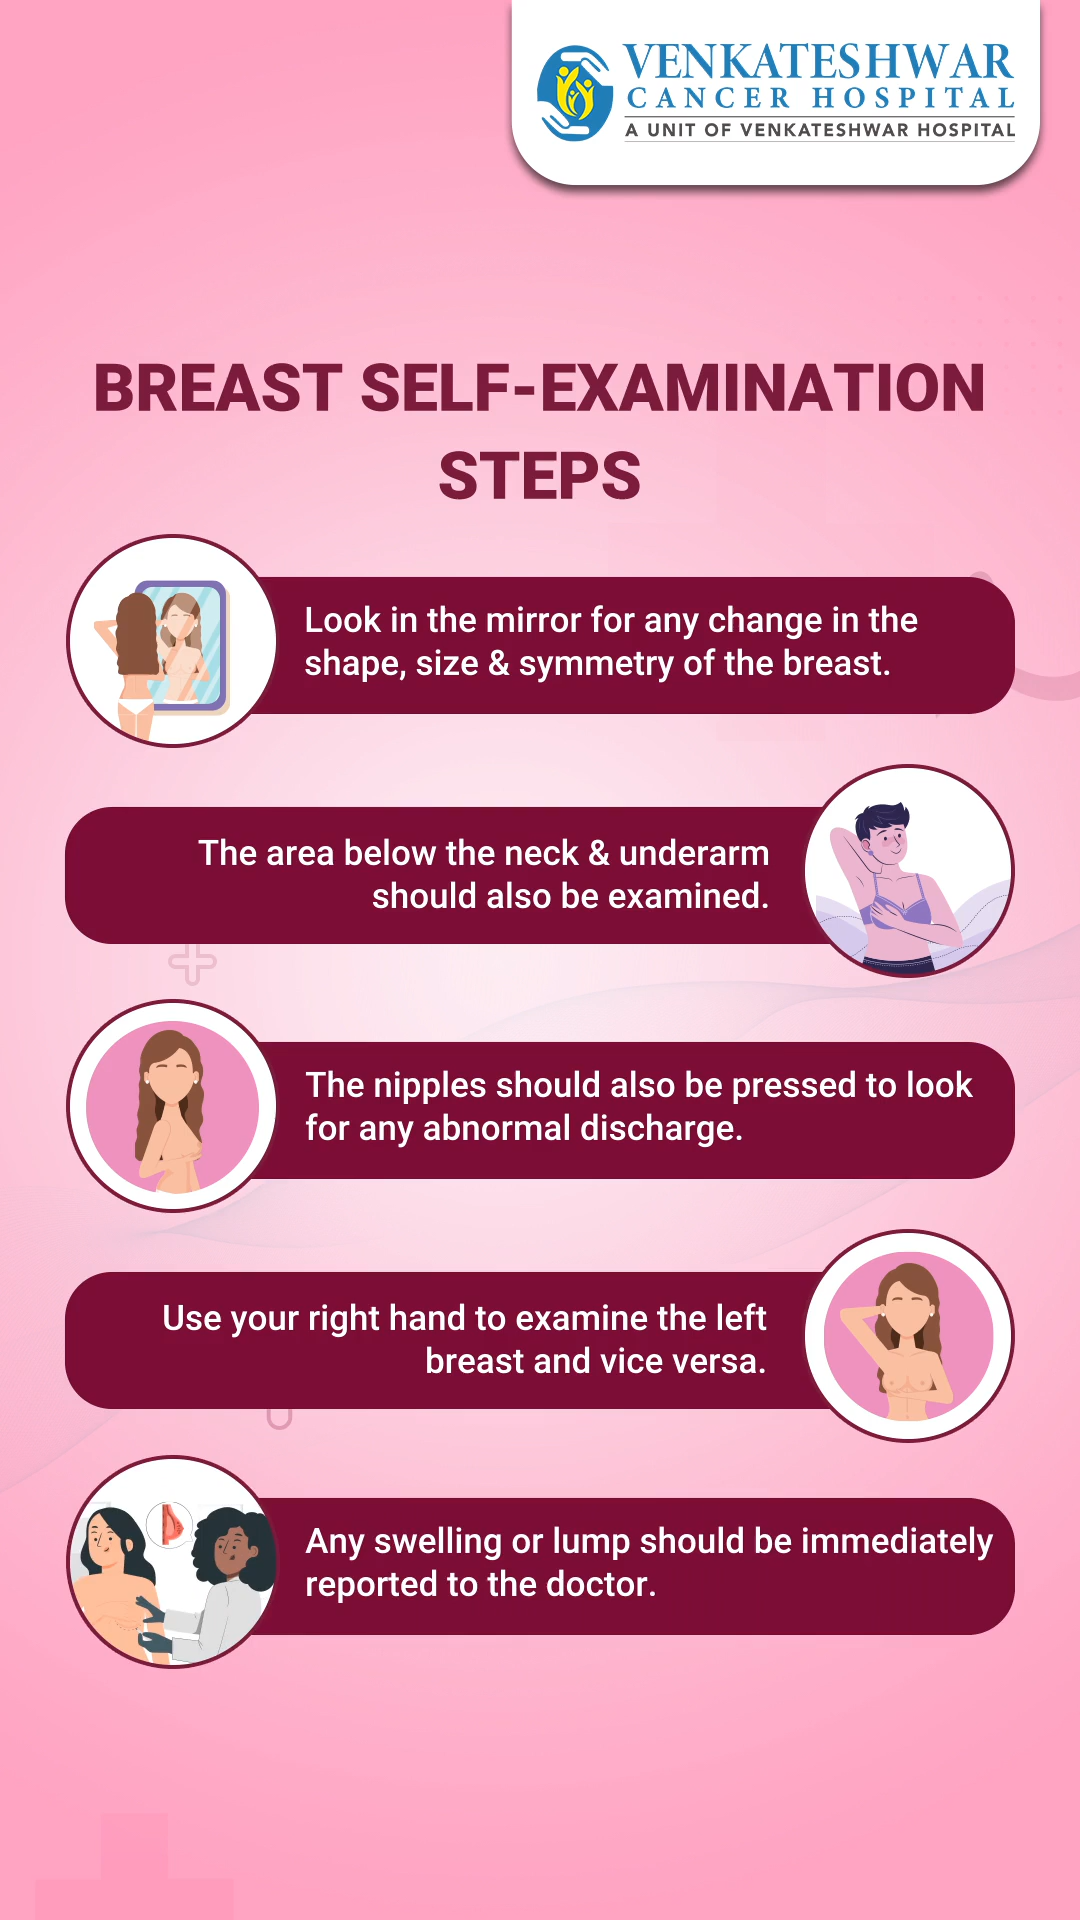 VENKATESHWAR
CANCER HOSPITAL
A UNIT OF VENKATESHWAR HOSPITAL
BREAST SELF-EXAMINATION
STEPS
Look in the mirror for any change in the
shape, size & symmetry of the breast.
The area below the neck & underarm
should also be examined.
The nipples should also be pressed to look
for any abnormal discharge.
Use your right hand to examine the left
breast and vice versa.
Any swelling or lump should be immediately
reported to the doctor.